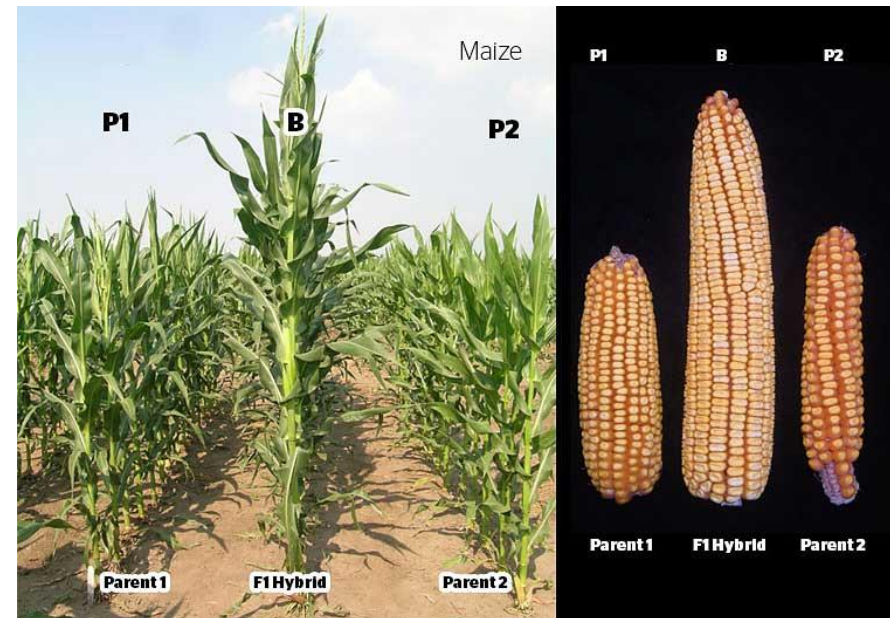 Maize
P1
B
P2
Parent 1
F1 Hybrid
Parent 2
P1
B
P2
Parent 1
F1 Hybrid
Parent 2